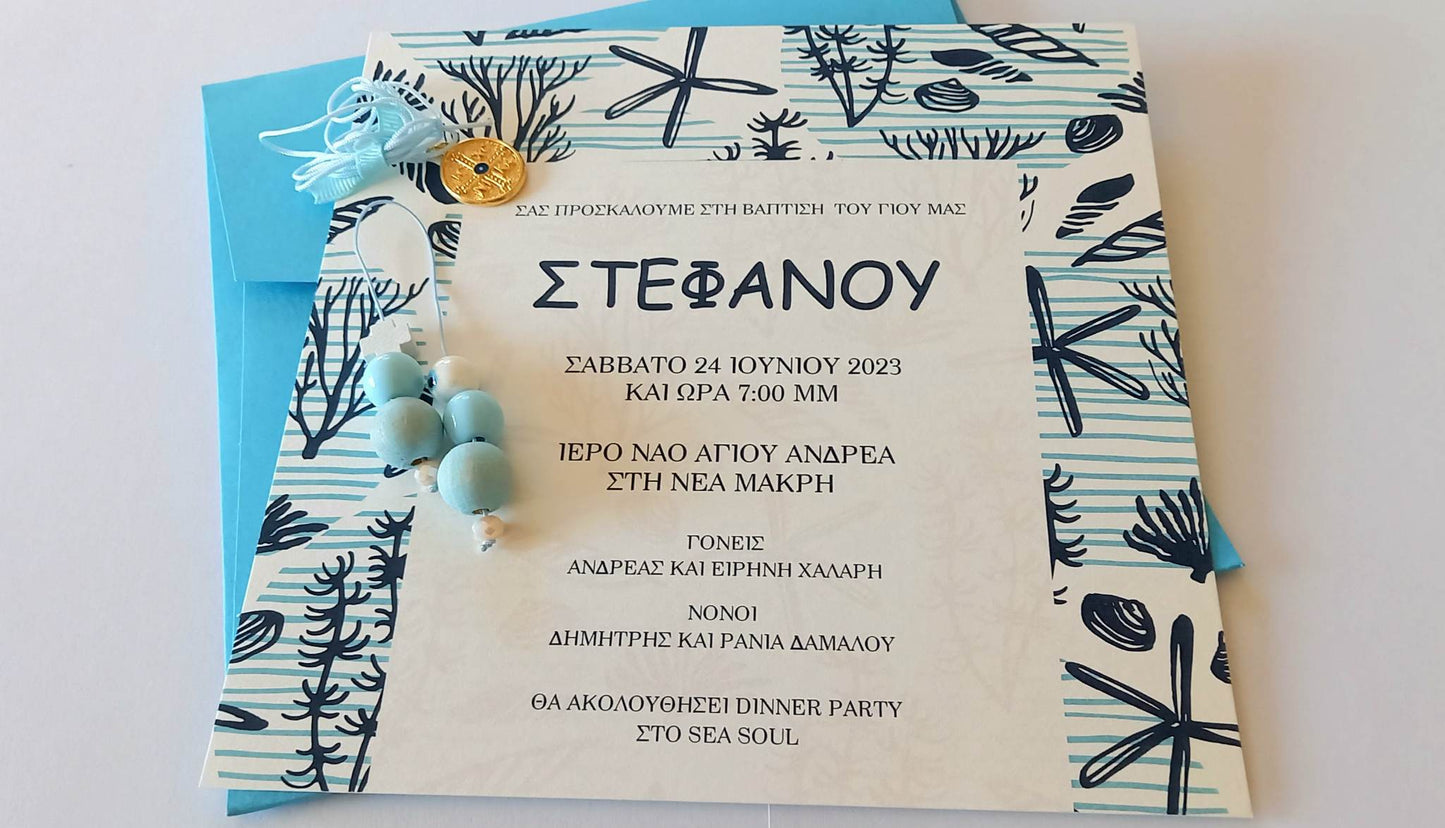 ΣΑΣ ΠΡΟΣΚΑΛΟΥΜΕ ΣΤΗ ΒΑΠΤΙΣΗ ΤΟΥ ΓΙΟΥ ΜΑΣ
ΣΤΕΦΑΝΟΥ
ΣΑΒΒΑΤΟ 24 ΙΟΥΝΙΟΥ 2023
ΚΑΙ ΩΡΑ 7:00 ΜΜ
ΙΕΡΟ ΝΑΟ ΑΓΙΟΥ ΑΝΔΡΕΑ
ΣΤΗ ΝΕΑ ΜΑΚΡΗ
ΓΟΝΕΙΣ
ΑΝΔΡΕΑΣ ΚΑΙ ΕΙΡΗΝΗ ΧΑΛΑΡΗ
ΝΟΝΟΙ
ΔΗΜΗΤΡΗΣ ΚΑΙ ΡΑΝΙΑ ΔΑΜΑΛΟΥ
ΘΑ ΑΚΟΛΟΥΘΗΣΕΙ DINNER PARTY
ΣΤΟ SEA SOUL